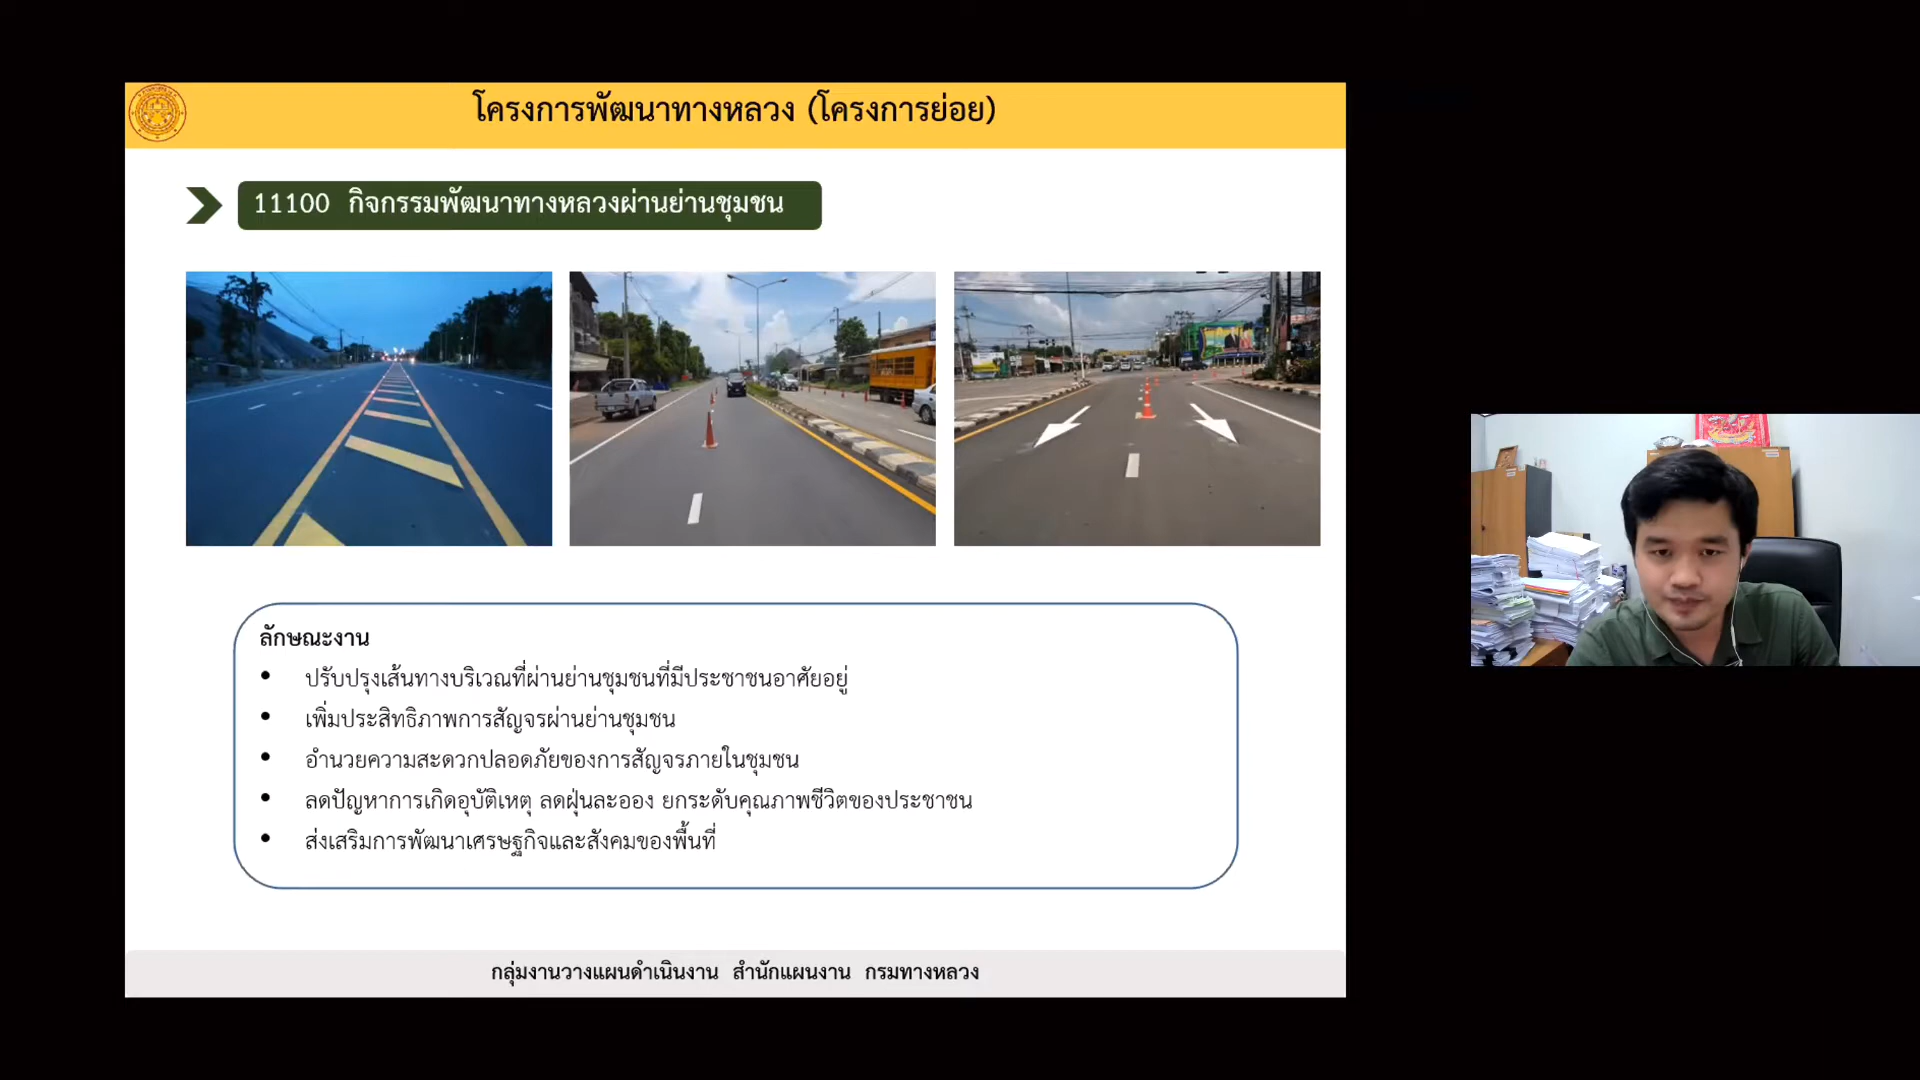 โครงการพัฒนาทางหลวง (โครงการย่อย)
11100 กิจกรรมพัฒนาทางหลวงผ่านย่านชุมชน
ลักษณะงาน
• ปรับปรุงเส้นทางบริเวณที่ผ่านย่านชุมชนที่มีประชาชนอาศัยอยู่
• เพิ่มประสิทธิภาพการสัญจรผ่านย่านชุมชน
• อำนวยความสะดวกปลอดภัยของการสัญจรภายในชุมชน
• ลดปัญหาการเกิดอุบัติเหตุ ลดฝุ่นละออง ยกระดับคุณภาพชีวิตของประชาชน
• ส่งเสริมการพัฒนาเศรษฐกิจและสังคมของพื้นที่
กลุ่มงานวางแผนดำเนินงาน สำนักแผนงาน กรมทางหลวง